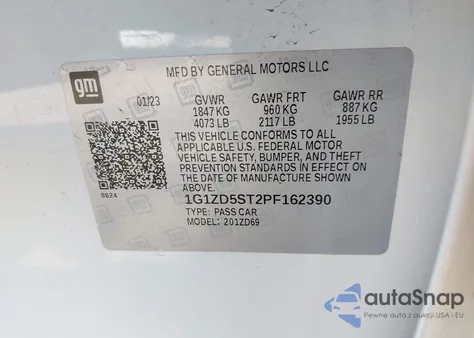 gm
MFD BY GENERAL MOTORS LLC
01/23 GVWR GAWR FRT GAWR RR
1847 KG 960 KG 887 KG
4073 LB 2117 LB 1955 LB
THIS VEHICLE CONFORMS TO ALL
APPLICABLE U.S. FEDERAL MOTOR
VEHICLE SAFETY, BUMPER, AND THEFT
PREVENTION STANDARDS IN EFFECT ON
THE DATE OF MANUFACTURE SHOWN
ABOVE.
8624
1G1ZD5ST2PF162390
TYPE: PASS CAR
MODEL: 201ZD69
autoSnap
Pewne auta z aukcji USA i EU